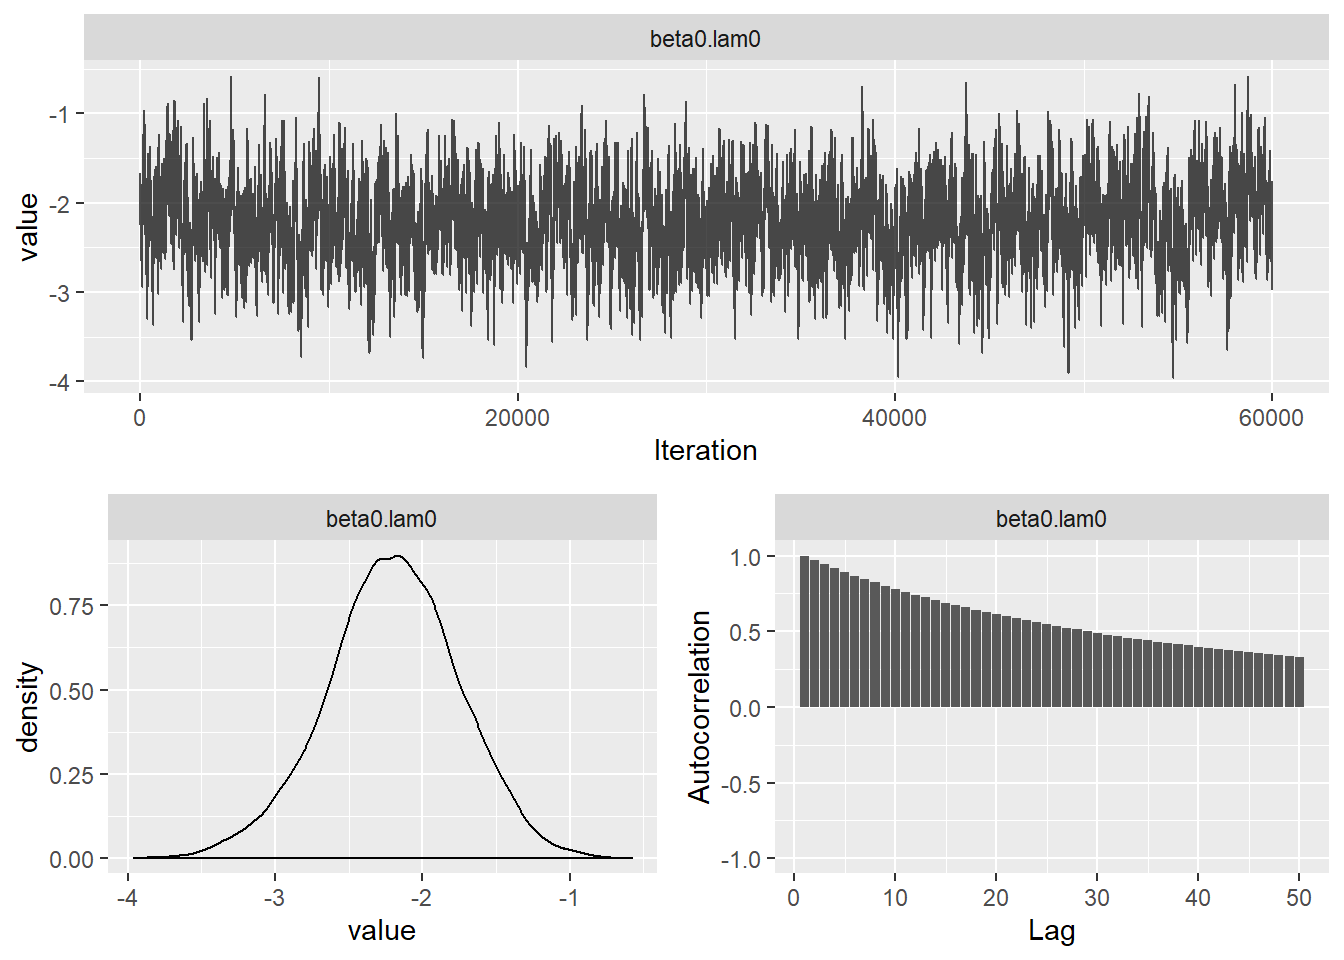 beta0.lam0
value
-1
-2
-3
-4
0 20000 40000 60000
Iteration
beta0.lam0
density
0.75
0.50
0.25
0.00
-4 -3 -2 -1
value
beta0.lam0
Autocorrelation
1.0
0.5
0.0
-0.5
-1.0
0 10 20 30 40 50
Lag